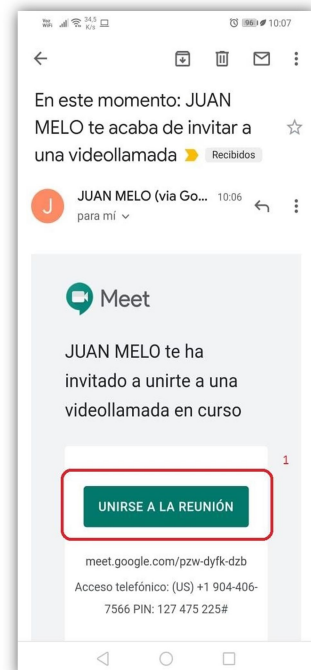 34,5
K/s
96 10:07
En este momento: JUAN
MELO te acaba de invitar a
una videollamada Recibidos
J
JUAN MELO (via Go... 10:06
para mí
Meet
JUAN MELO te ha
invitado a unirte a una
videollamada en curso
1
UNIRSE A LA REUNIÓN
meet.google.com/pzw-dyfk-dzb
Acceso telefónico: (US) +1 904-406-
7566 PIN: 127 475 225#